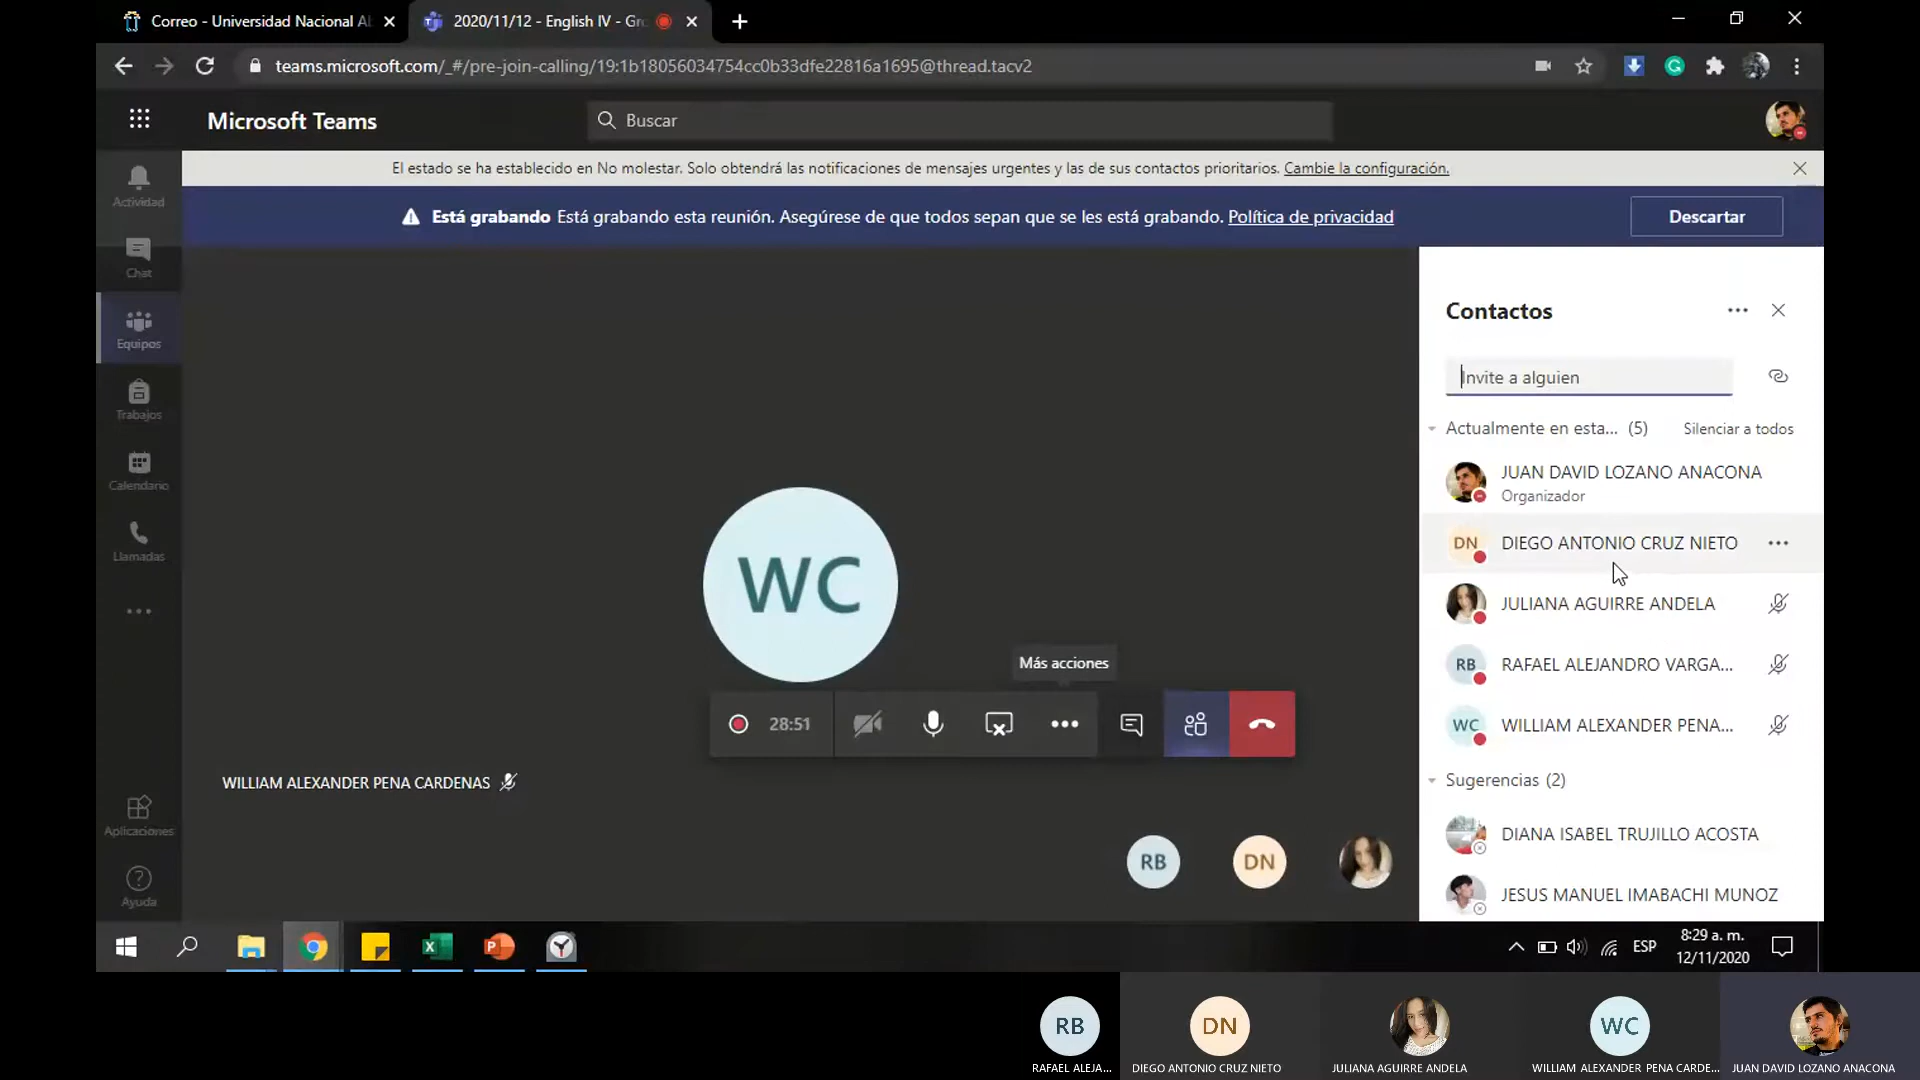 Correo - Universidad Nacional A
2020/11/12 - English IV - Gr
teams.microsoft.com/_#/pre-join-calling/19:1b18056034754cc0b33dfe22816a1695@thread.tacv2
Microsoft Teams
Buscar
El estado se ha establecido en No molestar. Solo obtendrá las notificaciones de mensajes urgentes y las de sus contactos prioritarios. Cambie la configuración.
Está grabando Está grabando esta reunión. Asegúrese de que todos sepan que se les está grabando. Política de privacidad
Descartar
Actividad
Chat
Equipos
Trabajos
Calendario
Llamadas
Aplicaciones
Ayuda
WC
Más acciones
28:51
WILLIAM ALEXANDER PENA CARDENAS
RB
DN
Contactos
Invite a alguien
Actualmente en esta... (5)
Silenciar a todos
JUAN DAVID LOZANO ANACONA
Organizador
DN
DIEGO ANTONIO CRUZ NIETO
JULIANA AGUIRRE ANDELA
RB
RAFAEL ALEJANDRO VARGA...
WC
WILLIAM ALEXANDER PENA...
Sugerencias (2)
DIANA ISABEL TRUJILLO ACOSTA
JESUS MANUEL IMABACHI MUNOZ
ESP
8:29 a. m.
12/11/2020
RB
DN
WC
RAFAEL ALEJA...
DIEGO ANTONIO CRUZ NIETO
JULIANA AGUIRRE ANDELA
WILLIAM ALEXANDER PENA CARDE...
JUAN DAVID LOZANO ANACONA